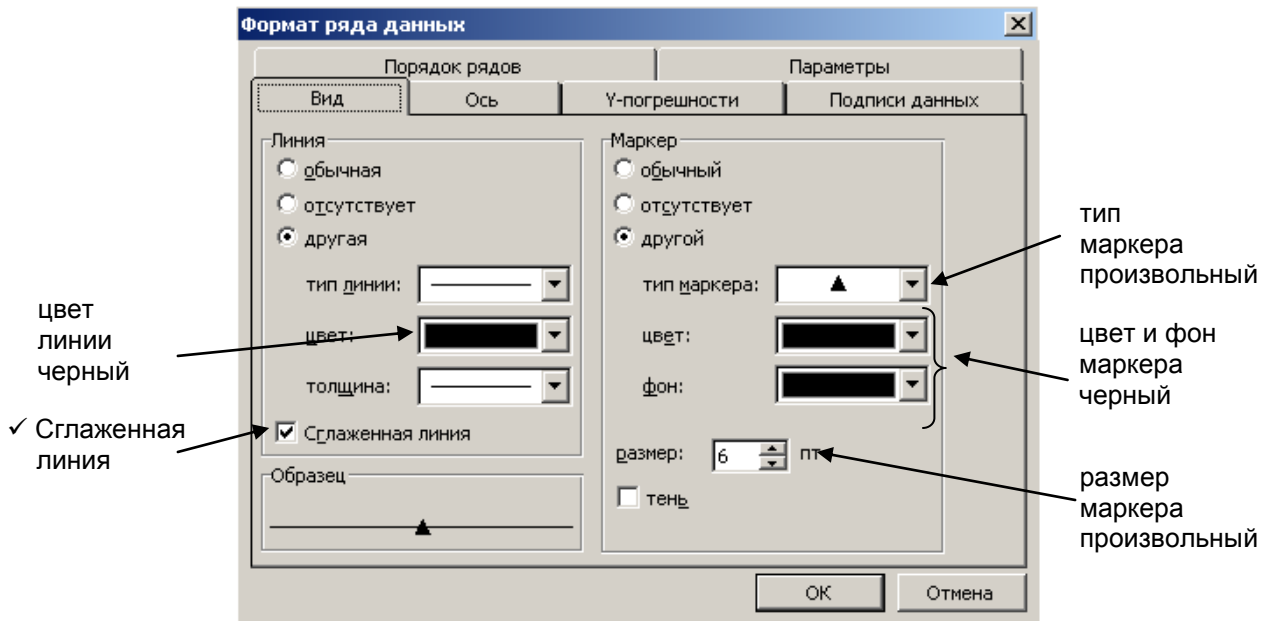 Формат ряда данных
Порядок рядов
Параметры
Вид
Ось
Y-погрешности
Подписи данных
Линия
обычная
отсутствует
другая
тип линии:
цвет:
толщина:
Сглаженная линия
Образец
Маркер
обычный
отсутствует
другой
тип маркера:
цвет:
фон:
размер: 6 пт
тень
ОК
Отмена
цвет
линии
черный
✓ Сглаженная
линия
тип
маркера
произвольный
цвет и фон
маркера
черный
размер
маркера
произвольный